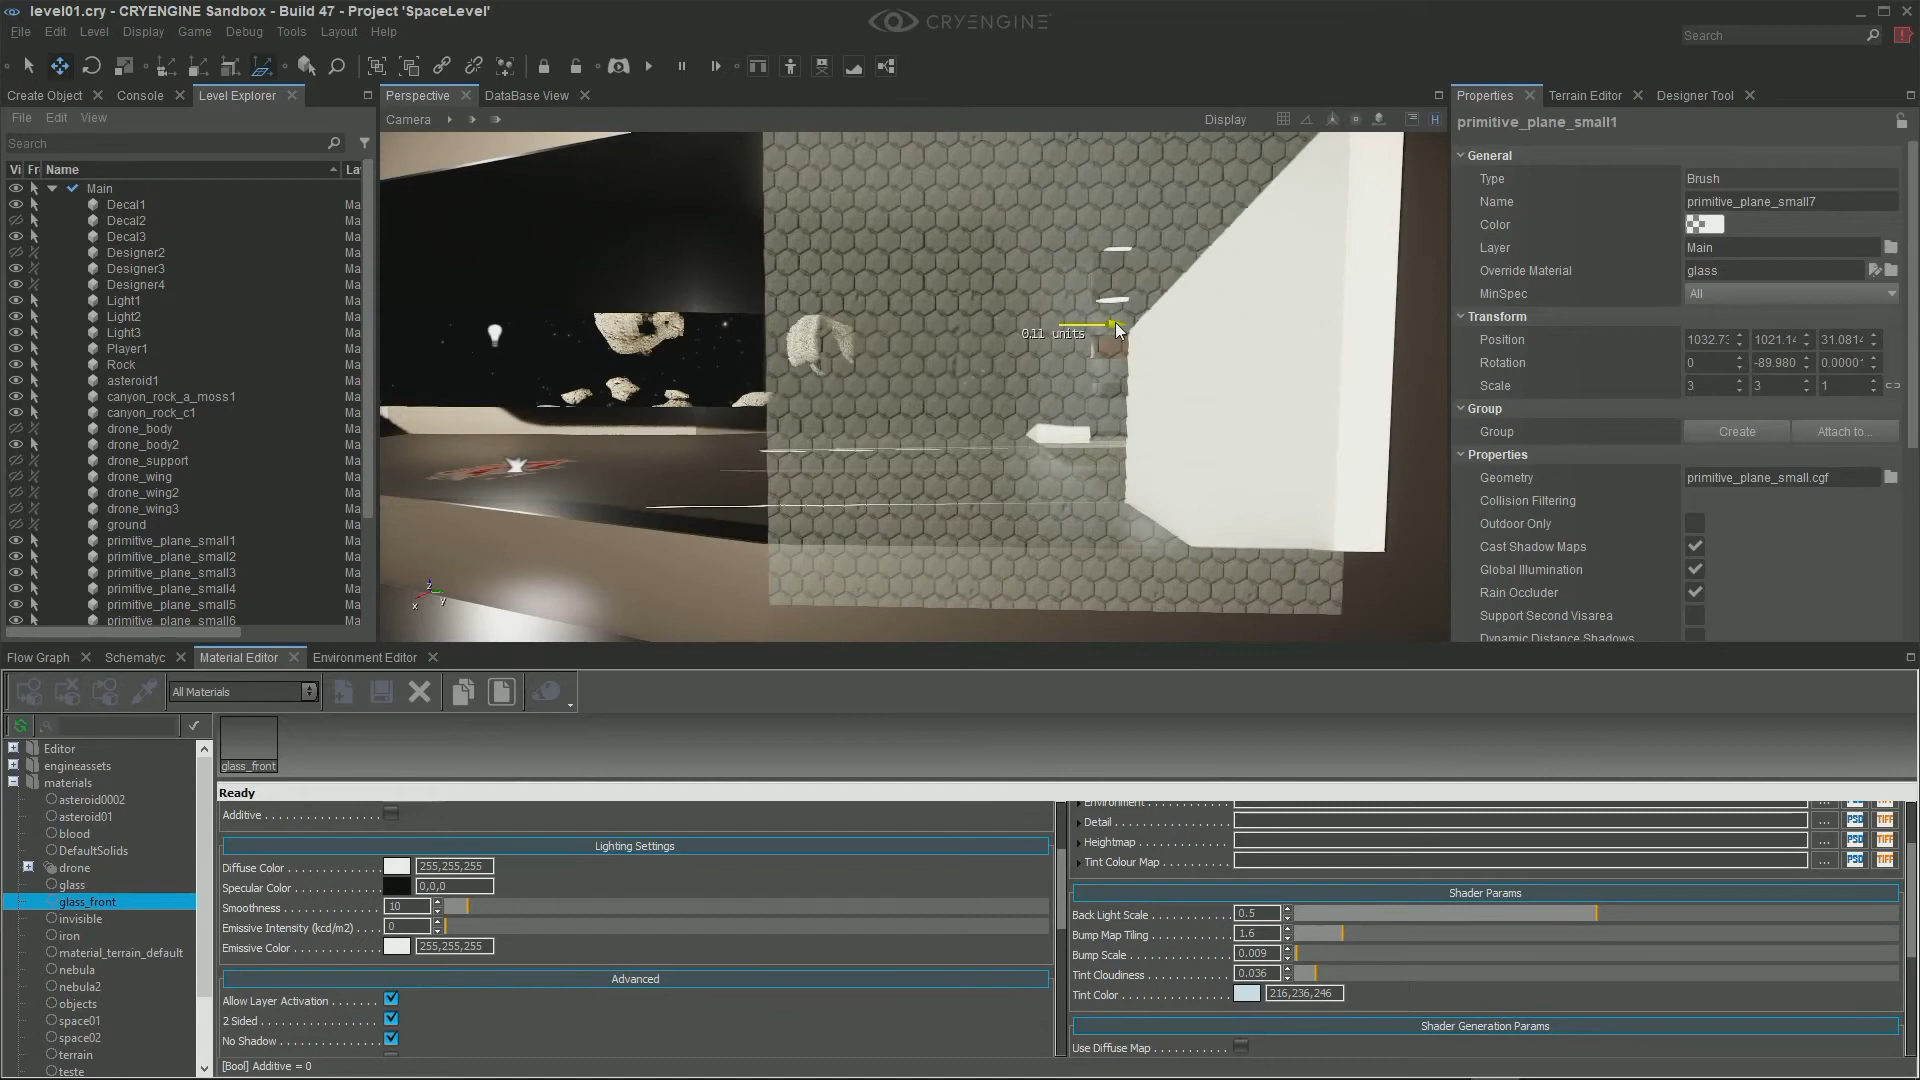 level01.cry - CRYENGINE Sandbox - Build 47 - Project 'SpaceLevel'
CRYENGINE
File Edit Level Display Game Debug Tools Layout Help
Search
Create Object
Console
Level Explorer
Perspective
DataBase View
Properties
Terrain Editor
Designer Tool
File Edit View
Camera
Display
H
primitive_plane_small1
Search
Vi Fr Name La
Main
Decal1 Ma
Decal2 Ma
Decal3 Ma
Designer2 Ma
Designer3 Ma
Designer4 Ma
Light1 Ma
Light2 Ma
Light3 Ma
Player1 Ma
Rock Ma
asteroid1 Ma
canyon_rock_a_moss1 Ma
canyon_rock_c1 Ma
drone_body Ma
drone_body2 Ma
drone_support Ma
drone_wing Ma
drone_wing2 Ma
drone_wing3 Ma
ground Ma
primitive_plane_small1 Ma
primitive_plane_small2 Ma
primitive_plane_small3 Ma
primitive_plane_small4 Ma
primitive_plane_small5 Ma
primitive_plane_small6 Ma
0.11 units
z
x y
General
Type Brush
Name primitive_plane_small7
Color
Layer Main
Override Material glass
MinSpec All
Transform
Position 1032.73 1021.14 31.0814
Rotation 0 -89.980 0.00001
Scale 3 3 1
Group
Group Create Attach to...
Properties
Geometry primitive_plane_small.cgf
Collision Filtering
Outdoor Only
Cast Shadow Maps
Global Illumination
Rain Occluder
Support Second Visarea
Dynamic Distance Shadows
Flow Graph
Schematyc
Material Editor
Environment Editor
All Materials
Editor
engineassets
materials
asteroid0002
asteroid01
blood
DefaultSolids
drone
glass
glass_front
invisible
iron
material_terrain_default
nebula
nebula2
objects
space01
space02
terrain
teste
glass_front
Ready
Additive
Lighting Settings
Diffuse Color 255,255,255
Specular Color 0,0,0
Smoothness 10
Emissive Intensity (kcd/m2) 0
Emissive Color 255,255,255
Advanced
Allow Layer Activation
2 Sided
No Shadow
[Bool] Additive = 0
Environment
Detail ... PSD TIFF
Heightmap ... PSD TIFF
Tint Colour Map ... PSD TIFF
Shader Params
Back Light Scale 0.5
Bump Map Tiling 1.6
Bump Scale 0.009
Tint Cloudiness 0.036
Tint Color 216,236,246
Shader Generation Params
Use Diffuse Map